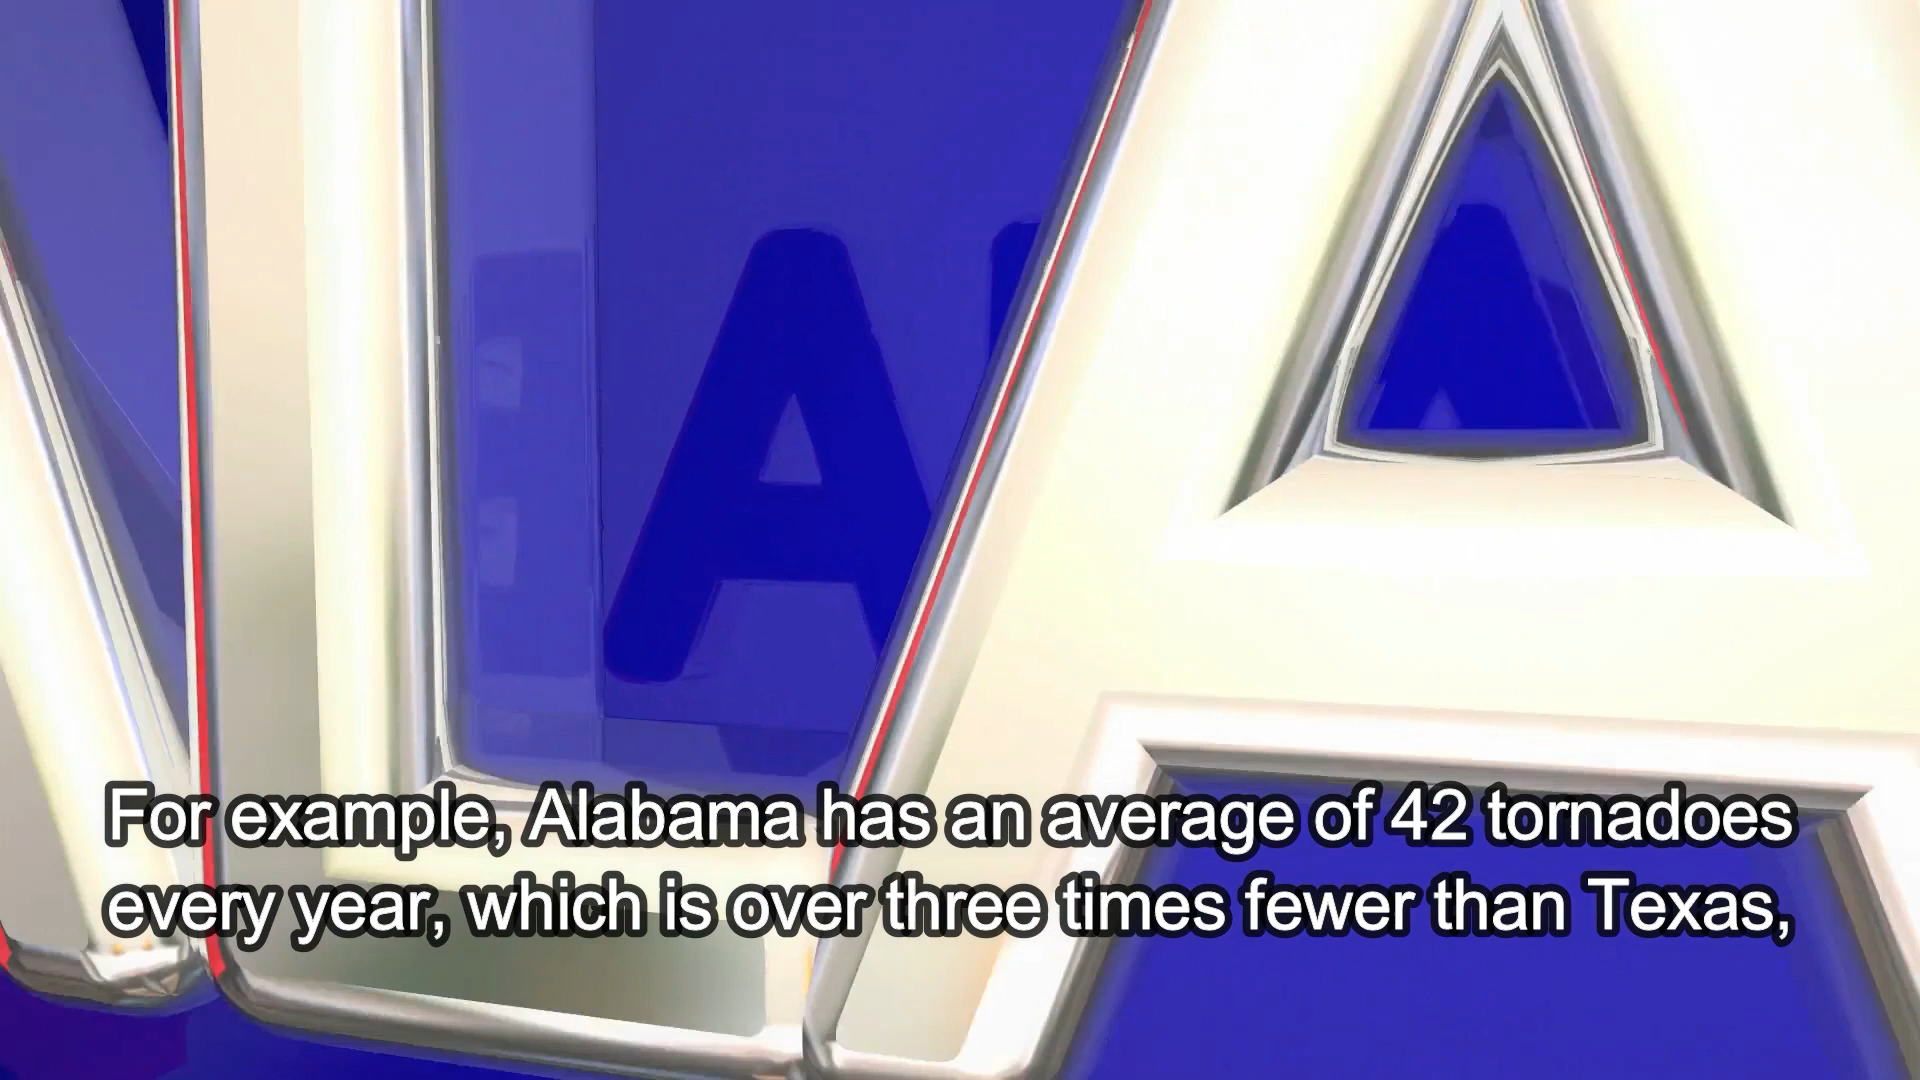 LA
A
For example, Alabama has an average of 42 tornadoes
every year, which is over three times fewer than Texas,